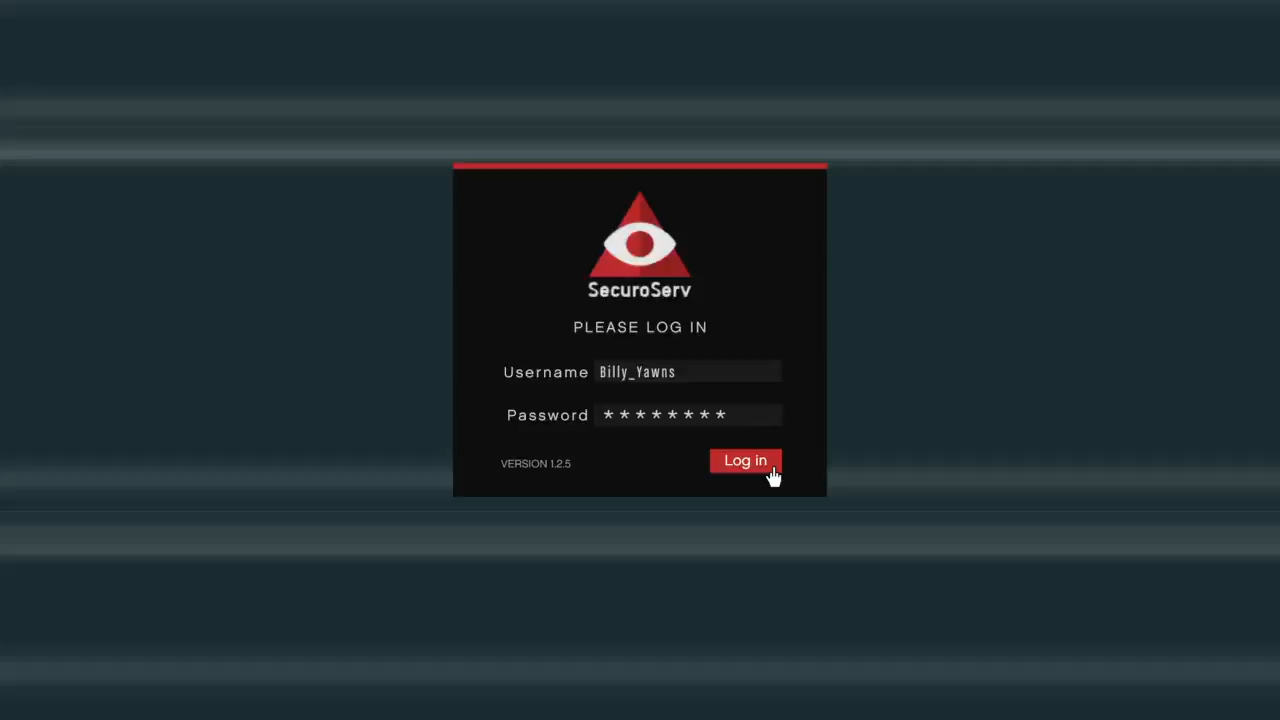 SecuroServ
PLEASE LOG IN
Username Billy_Yawns
Password ********
VERSION 1.2.5 Log in